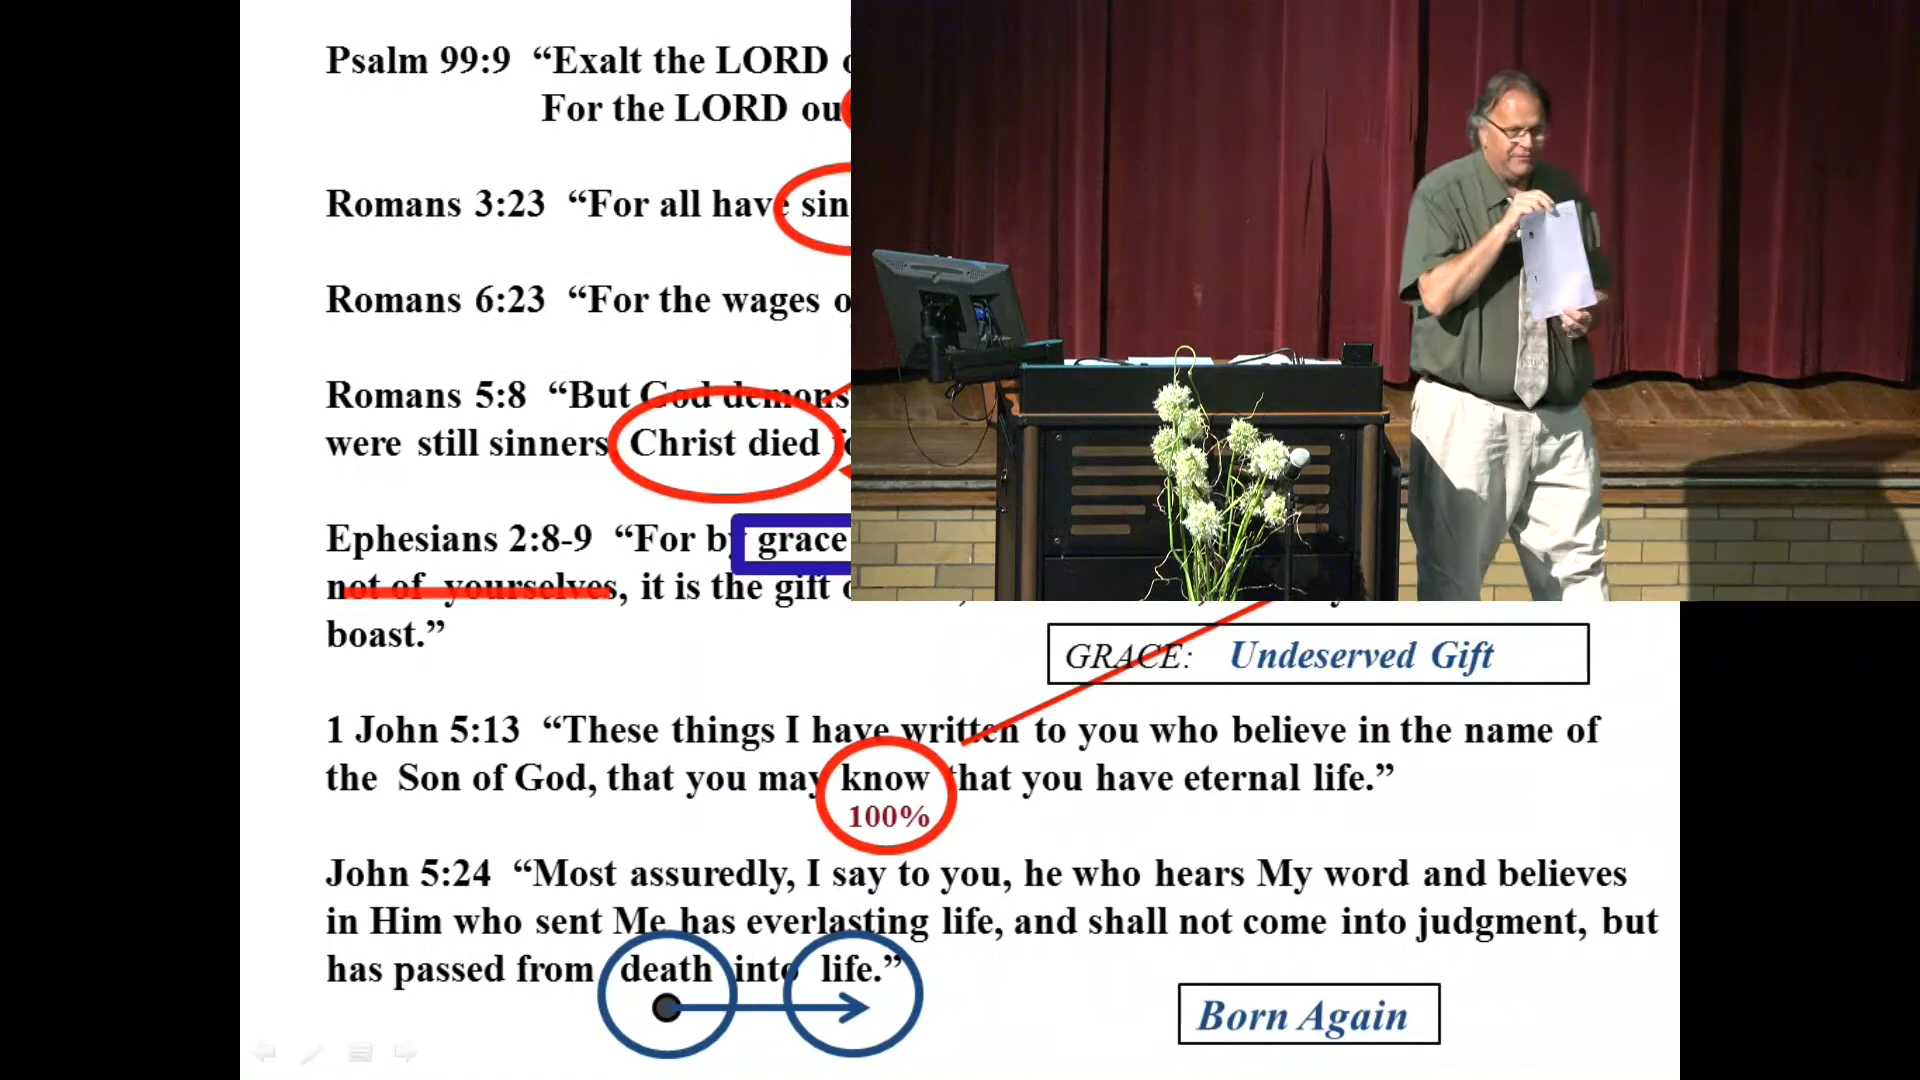 Psalm 99:9 “Exalt the LORD
For the LORD ou
Romans 3:23 “For all have sin
Romans 6:23 “For the wages
Romans 5:8 “But God demons
were still sinners Christ died
Ephesians 2:8-9 “For by grace
not of yourselves, it is the gift
boast.”
GRACE: Undeserved Gift
1 John 5:13 “These things I have written to you who believe in the name of
the Son of God, that you may know that you have eternal life.”
100%
John 5:24 “Most assuredly, I say to you, he who hears My word and believes
in Him who sent Me has everlasting life, and shall not come into judgment, but
has passed from death into life.”
Born Again